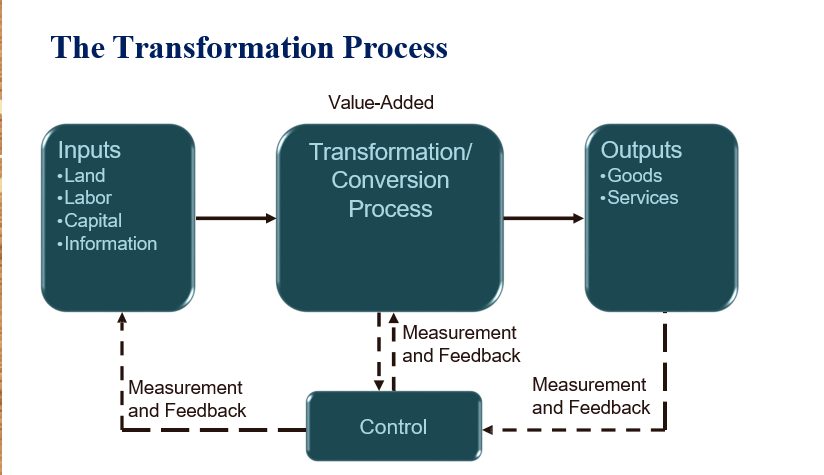 The Transformation Process
Value-Added
Inputs
•Land
•Labor
•Capital
•Information
Transformation/
Conversion
Process
Outputs
•Goods
•Services
Measurement
and Feedback
Measurement
and Feedback
Measurement
and Feedback
Control